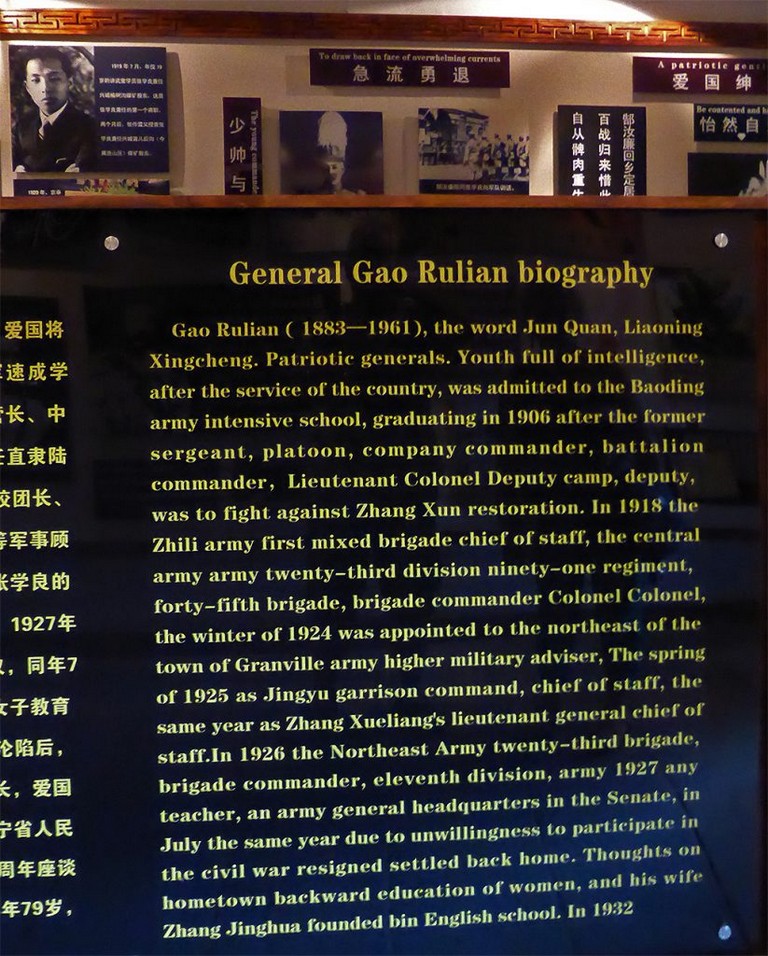 To draw back in face of overwhelming currents
急流勇退
A patriotic
爱国绅
Be contented and
怡然自
The young
少帅与
郜汝廉回乡定居
百战归来惜此
自从髀肉重生
General Gao Rulian biography
Gao Rulian ( 1883—1961), the word Jun Quan, Liaoning
Xingcheng. Patriotic generals. Youth full of intelligence,
after the service of the country, was admitted to the Baoding
army intensive school, graduating in 1906 after the former
sergeant, platoon, company commander, battalion
commander, Lieutenant Colonel Deputy camp, deputy,
was to fight against Zhang Xun restoration. In 1918 the
Zhili army first mixed brigade chief of staff, the central
army army twenty-third division ninety-one regiment,
forty-fifth brigade, brigade commander Colonel Colonel,
the winter of 1924 was appointed to the northeast of the
town of Granville army higher military adviser, The spring
of 1925 as Jingyu garrison command, chief of staff, the
same year as Zhang Xueliang's lieutenant general chief of
staff.In 1926 the Northeast Army twenty-third brigade,
brigade commander, eleventh division, army 1927 any
teacher, an army general headquarters in the Senate, in
July the same year due to unwillingness to participate in
the civil war resigned settled back home. Thoughts on
hometown backward education of women, and his wife
Zhang Jinghua founded bin English school. In 1932
爱国将
速成学
长、中
直隶陆
校团长、
等军事顾
张学良的
1927年
，同年7
女子教育
沦陷后，
长，爱国
宁省人民
周年座谈
年79岁，